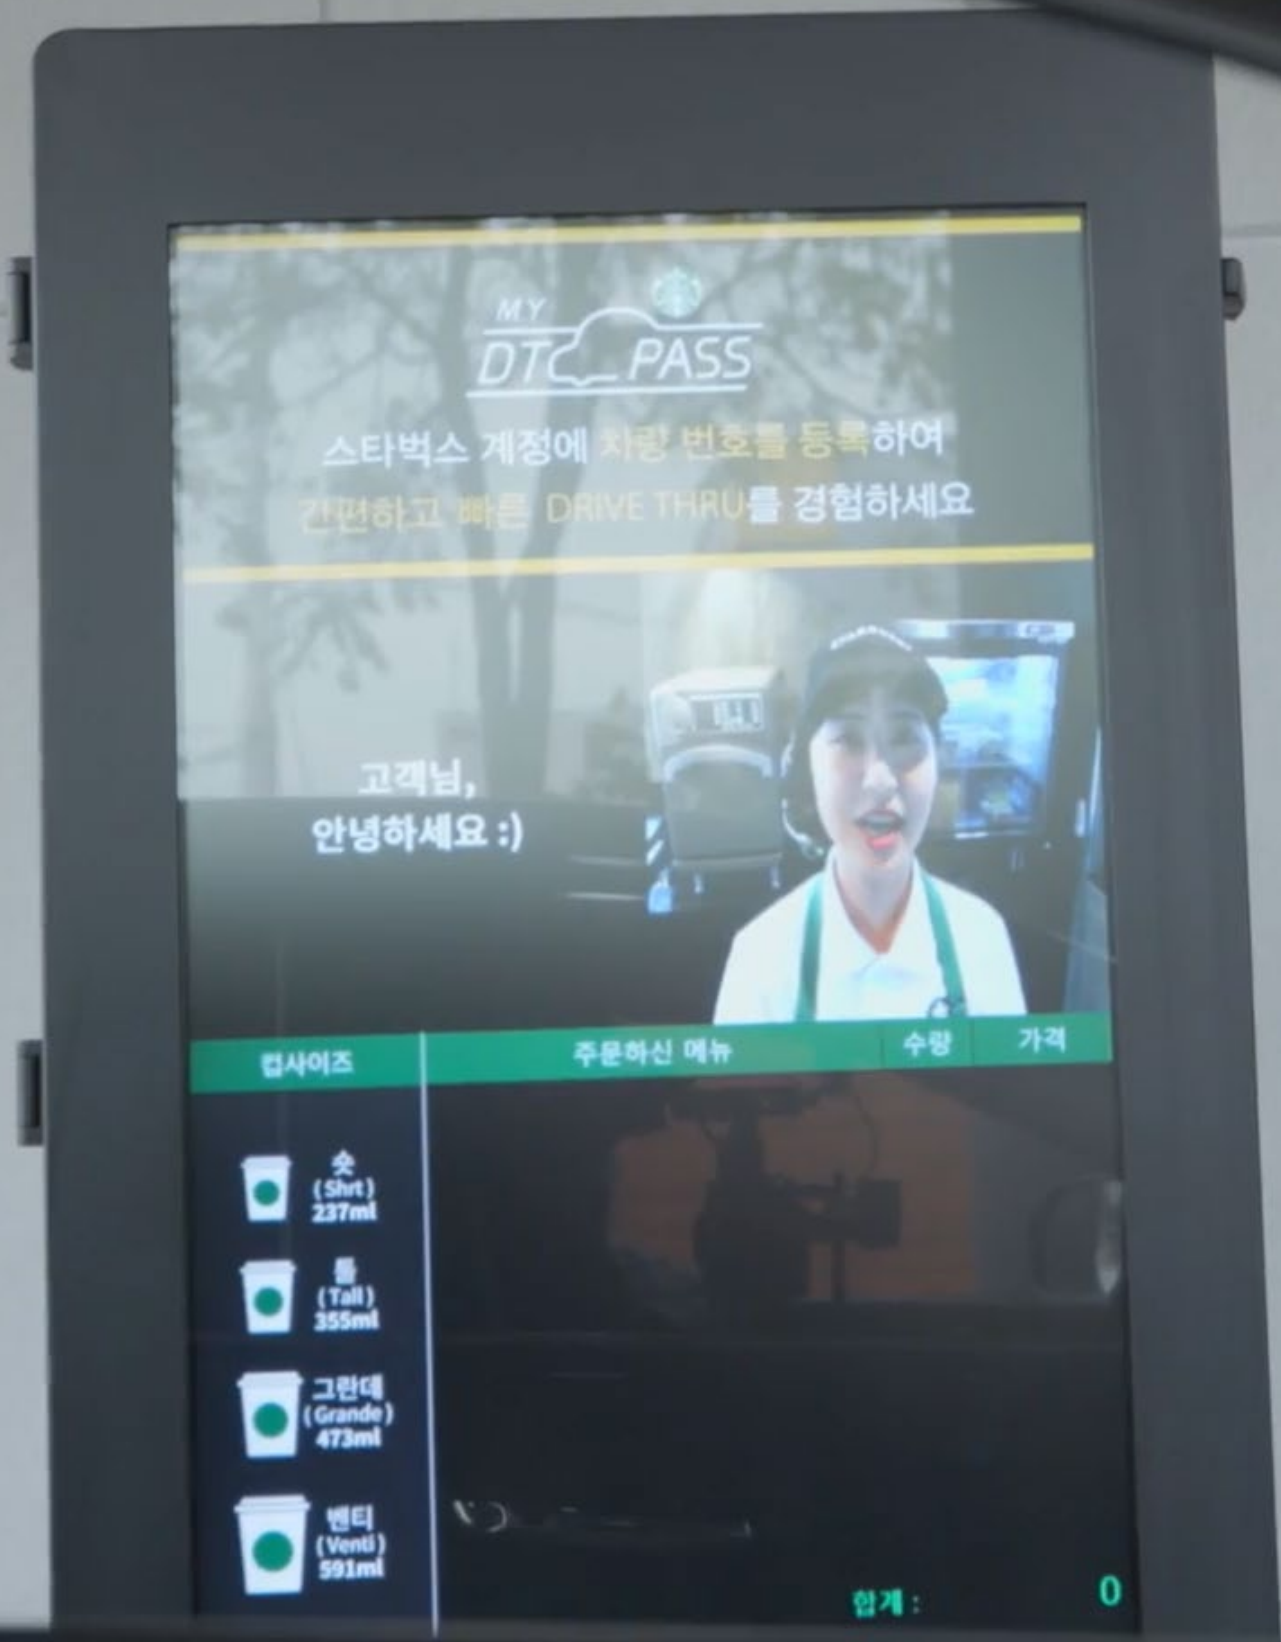 MY
DT PASS
스타벅스 계정에 차량 번호를 등록하여
간편하고 빠른 DRIVE THRU를 경험하세요
고객님,
안녕하세요 :)
컵사이즈 주문하신 메뉴 수량 가격
숏
(Shrt)
237ml
톨
(Tall)
355ml
그란데
(Grande)
473ml
벤티
(Venti)
591ml
합계 : 0